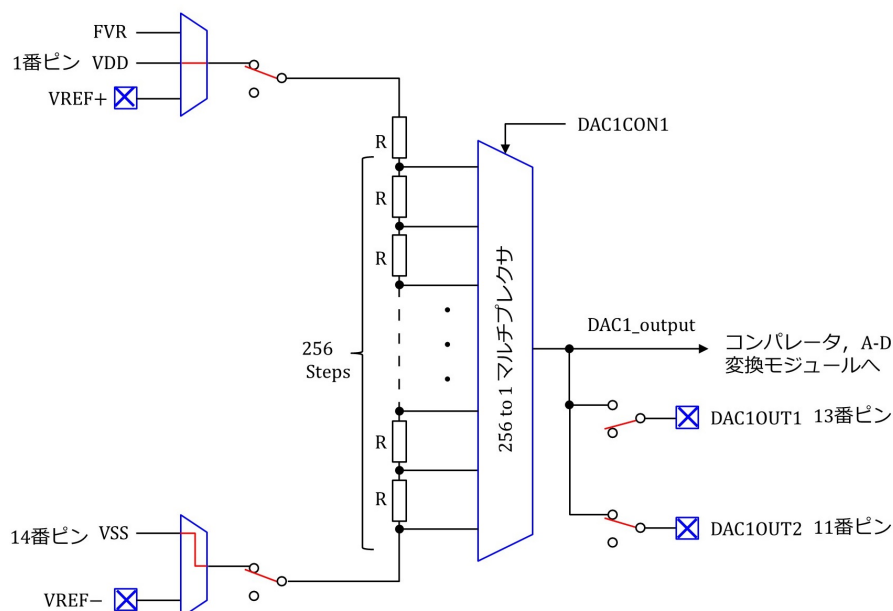 FVR
1番ピン VDD
VREF+
DAC1CON1
R
R
R
256
Steps
256 to 1 マルチプレクサ
DAC1_output
コンパレータ，A-D
変換モジュールへ
DAC1OUT1 13番ピン
R
R
DAC1OUT2 11番ピン
14番ピン VSS
VREF−